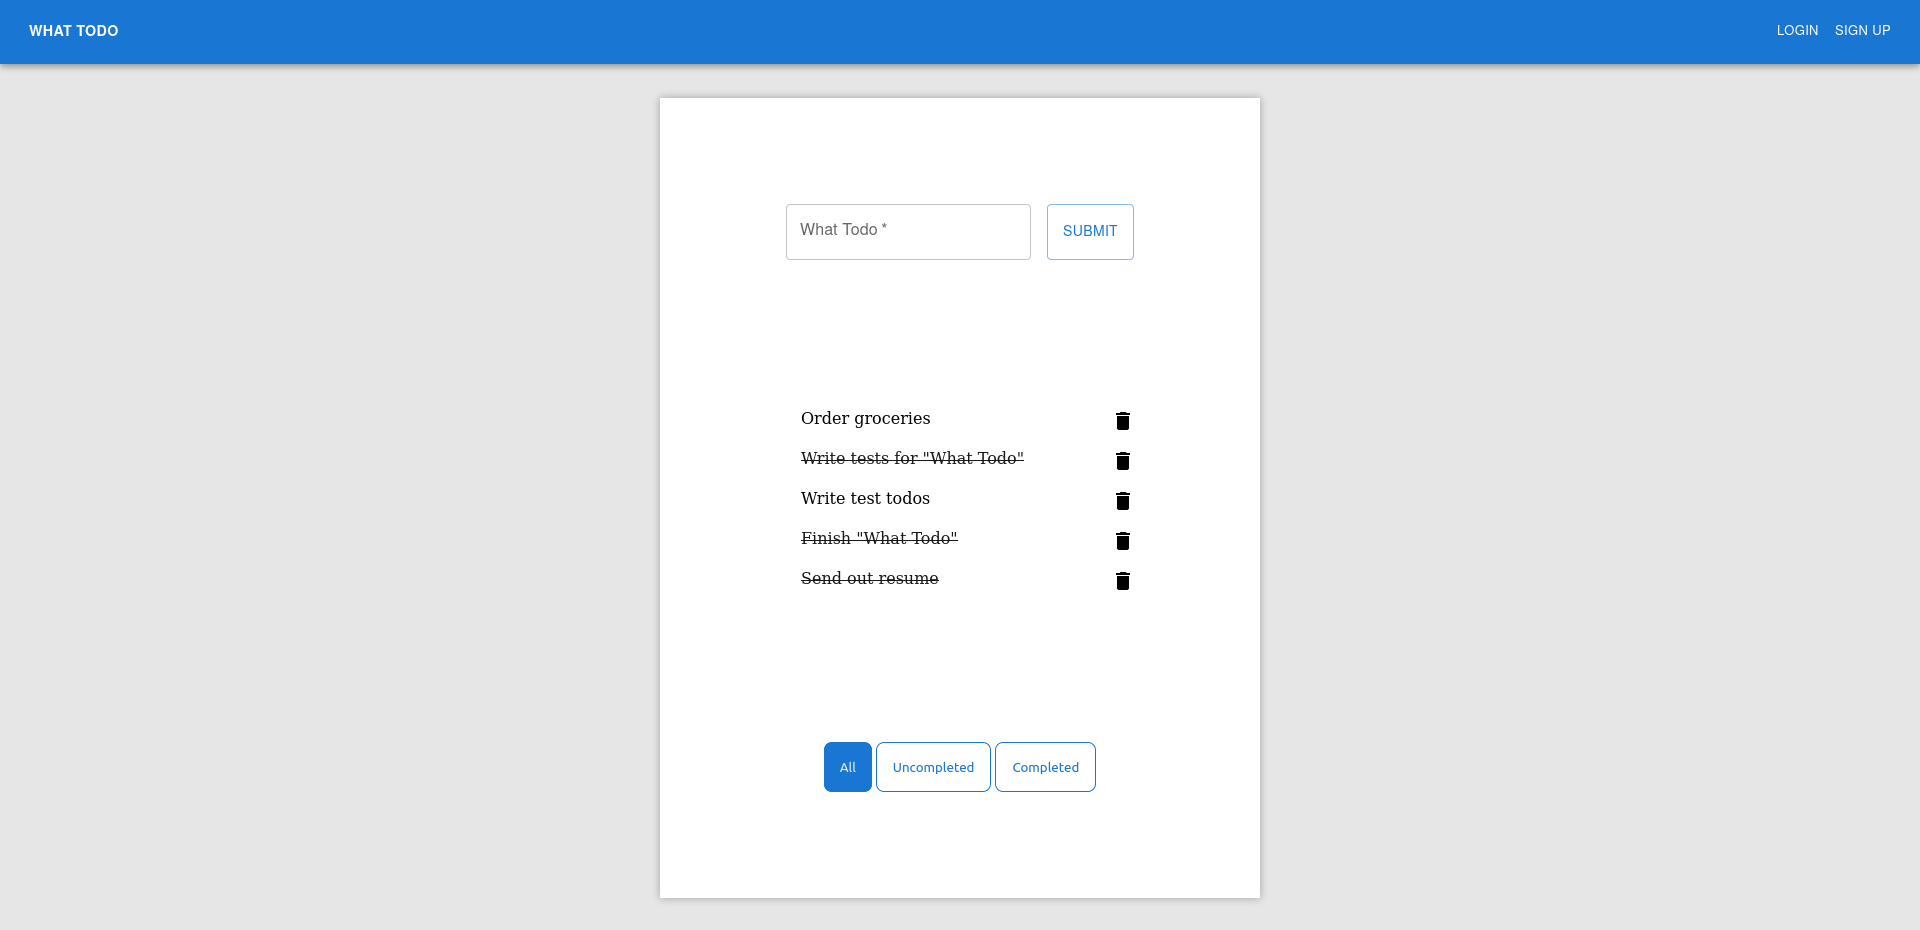 WHAT TODO
LOGIN SIGN UP
What Todo *
SUBMIT
Order groceries
Write tests for "What Todo"
Write test todos
Finish "What Todo"
Send out resume
All Uncompleted Completed